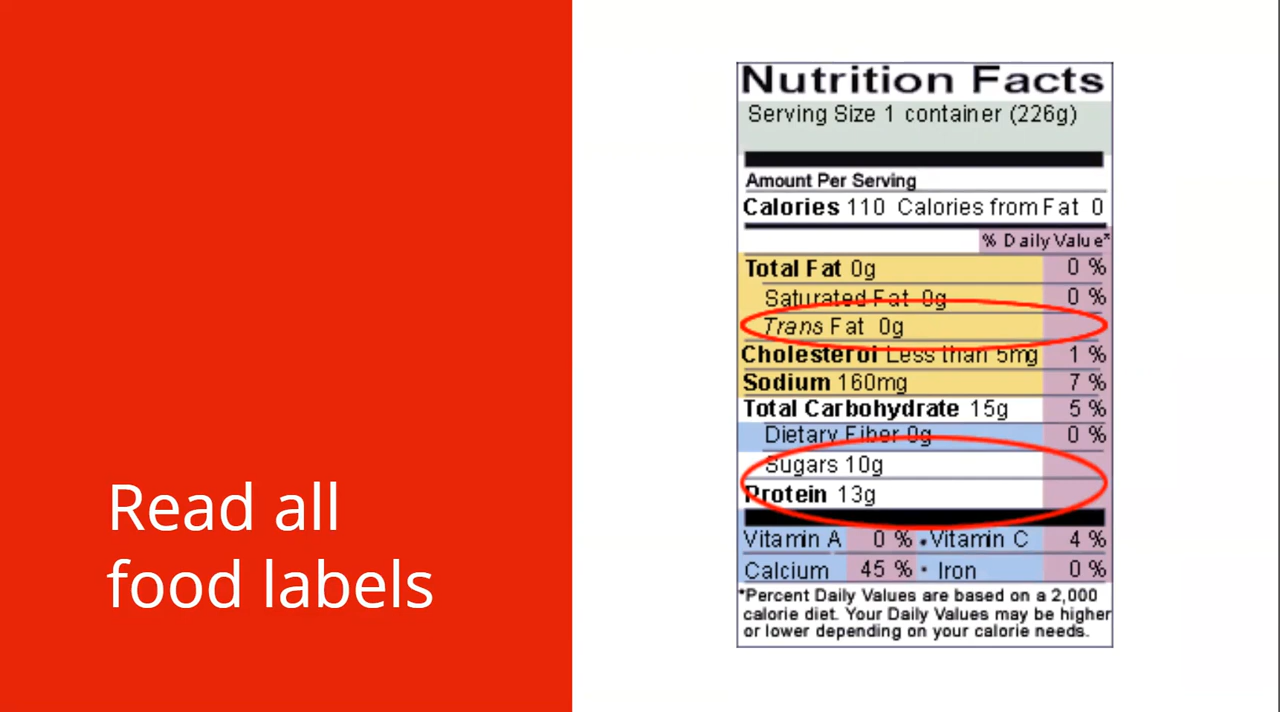 Read all
food labels
Nutrition Facts
Serving Size 1 container (226g)
Amount Per Serving
Calories 110 Calories from Fat 0
% Daily Value*
Total Fat 0g 0 %
Saturated Fat 0g 0 %
Trans Fat 0g
Cholesterol Less than 5mg 1 %
Sodium 160mg 7 %
Total Carbohydrate 15g 5 %
Dietary Fiber 0g 0 %
Sugars 10g
Protein 13g
Vitamin A 0 % • Vitamin C 4 %
Calcium 45 % • Iron 0 %
*Percent Daily Values are based on a 2,000
calorie diet. Your Daily Values may be higher
or lower depending on your calorie needs.